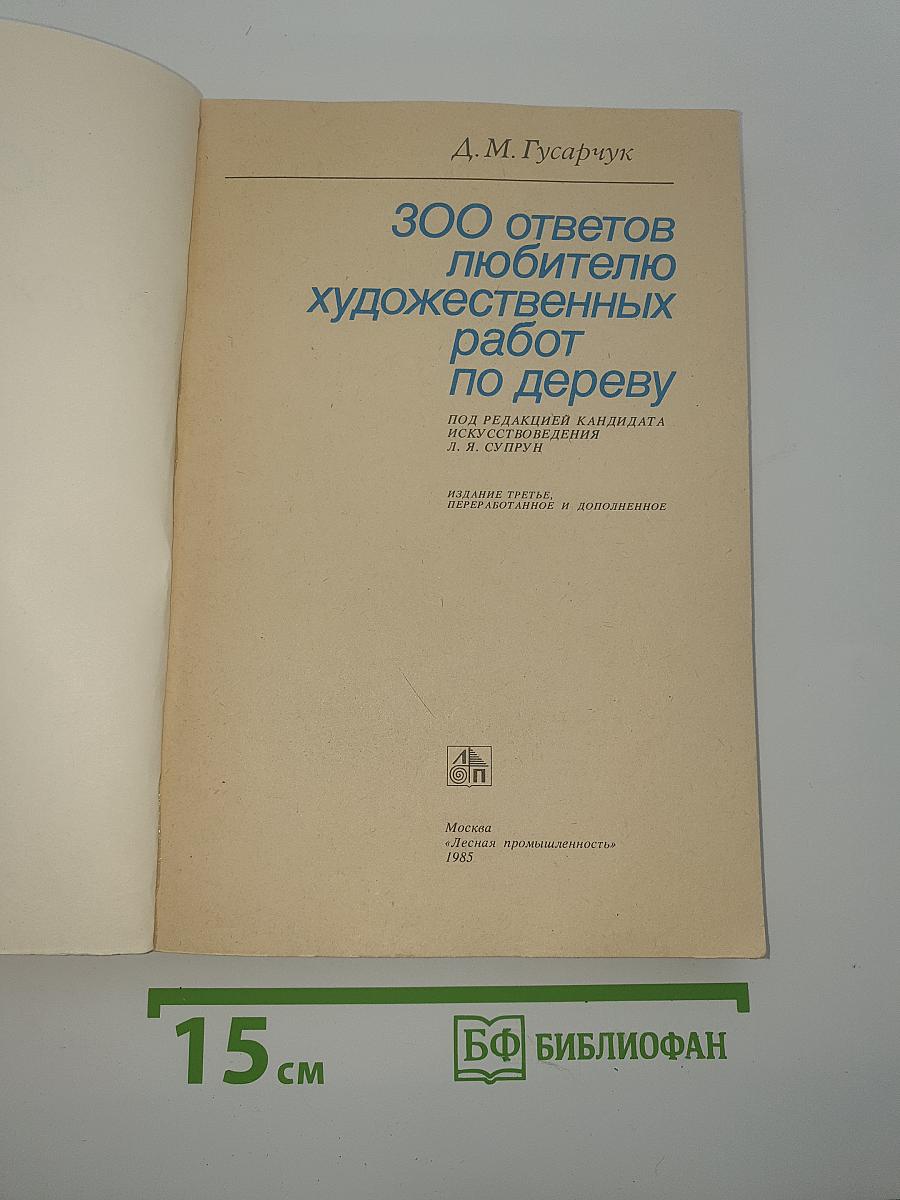 Д. М. Гусарчук
300 ответов
любителю
художественных
работ
по дереву
ПОД РЕДАКЦИЕЙ КАНДИДАТА
ИСКУССТВОВЕДЕНИЯ
Л. Я. СУПРУН
ИЗДАНИЕ ТРЕТЬЕ,
ПЕРЕРАБОТАННОЕ И ДОПОЛНЕННОЕ
Л
П
Москва
«Лесная промышленность»
1985
15 см
БФ БИБЛИОФАН